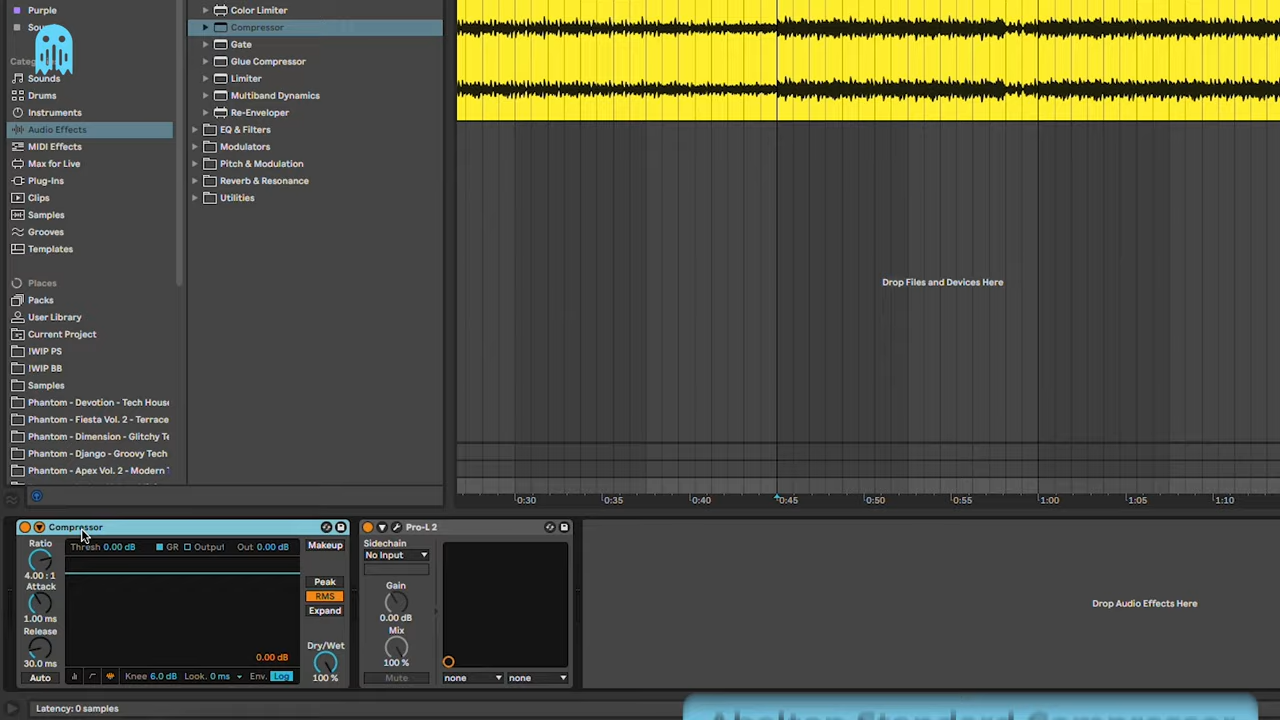 Purple
Color Limiter
Compressor
Gate
Glue Compressor
Limiter
Multiband Dynamics
Re-Enveloper
EQ & Filters
Modulators
Pitch & Modulation
Reverb & Resonance
Utilities
Sounds
Drums
Instruments
Audio Effects
MIDI Effects
Max for Live
Plug-Ins
Clips
Samples
Grooves
Templates
Places
Packs
User Library
Current Project
IWIP PS
IWIP BB
Samples
Phantom - Devotion - Tech House
Phantom - Fiesta Vol. 2 - Terrace
Phantom - Dimension - Glitchy Te
Phantom - Django - Groovy Tech
Phantom - Apex Vol. 2 - Modern
Drop Files and Devices Here
0:30 0:35 0:40 0:45 0:50 0:55 1:00 1:05 1:10
Compressor
Ratio
4.00 : 1
Attack
1.00 ms
Release
30.0 ms
Auto
Thresh 0.00 dB GR Output Out 0.00 dB
0.00 dB
Knee 6.0 dB Look. 0 ms Env. Log
Makeup
Peak
RMS
Expand
Dry/Wet
100 %
Pro-L 2
Sidechain
No Input
Gain
0.00 dB
Mix
100 %
Mute
none none
Drop Audio Effects Here
Latency: 0 samples